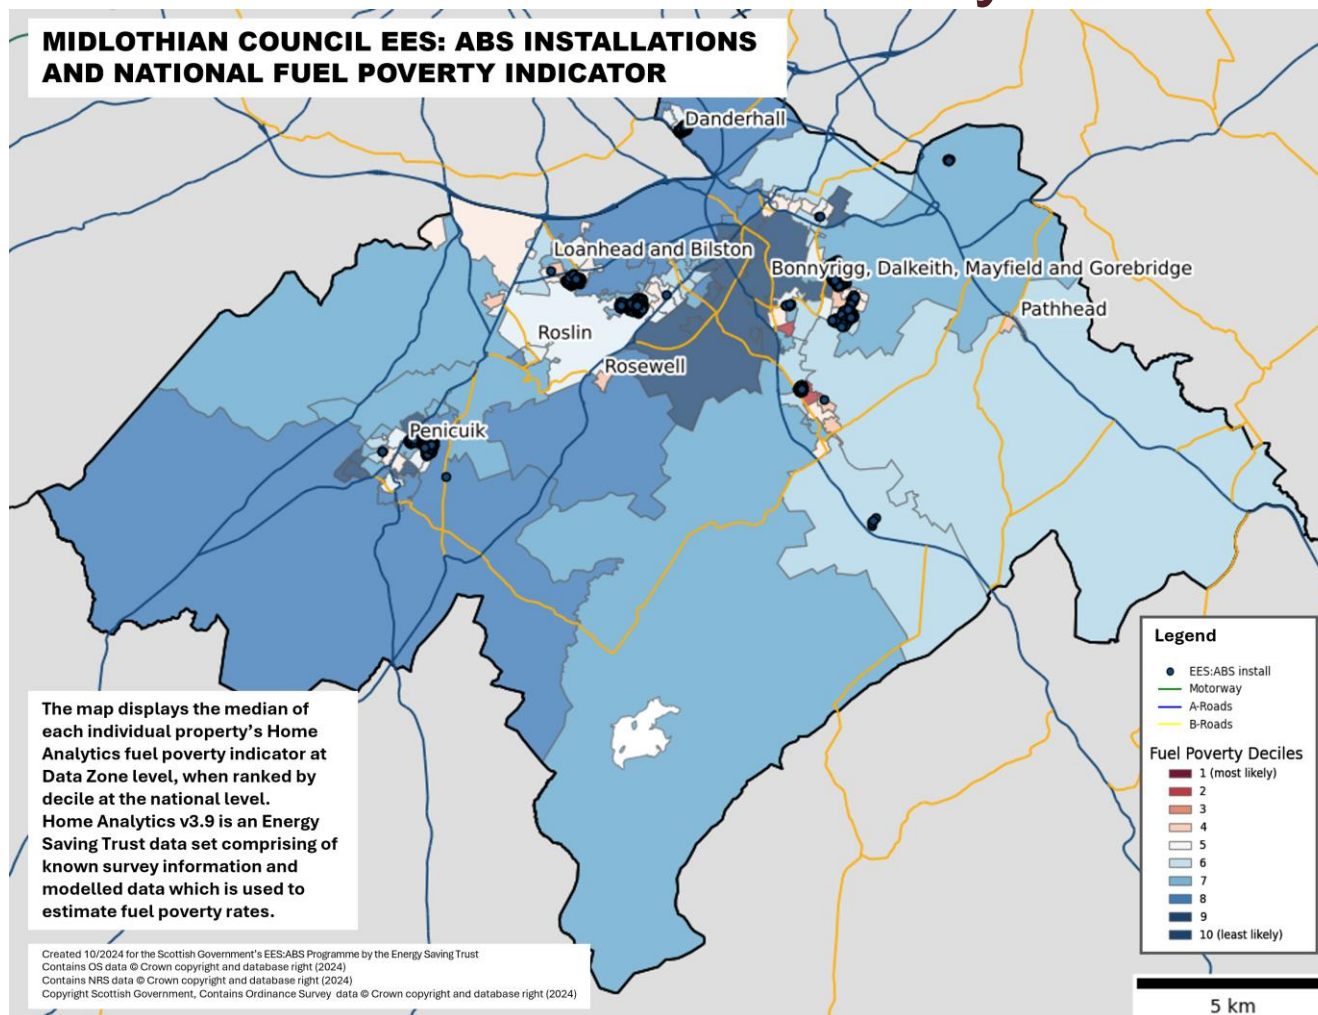 MIDLOTHIAN COUNCIL EES: ABS INSTALLATIONS
AND NATIONAL FUEL POVERTY INDICATOR
Danderhall
Loanhead and Bilston
Bonnyrigg, Dalkeith, Mayfield and Gorebridge
Pathhead
Roslin
Rosewell
Penicuik
Legend
EES:ABS install
Motorway
A-Roads
B-Roads
Fuel Poverty Deciles
1 (most likely)
2
3
4
5
6
7
8
9
10 (least likely)
5 km
The map displays the median of
each individual property's Home
Analytics fuel poverty indicator at
Data Zone level, when ranked by
decile at the national level.
Home Analytics v3.9 is an Energy
Saving Trust data set comprising of
known survey information and
modelled data which is used to
estimate fuel poverty rates.
Created 10/2024 for the Scottish Government's EES:ABS Programme by the Energy Saving Trust
Contains OS data © Crown copyright and database right (2024)
Contains NRS data © Crown copyright and database right (2024)
Copyright Scottish Government, Contains Ordinance Survey  data © Crown copyright and database right (2024)